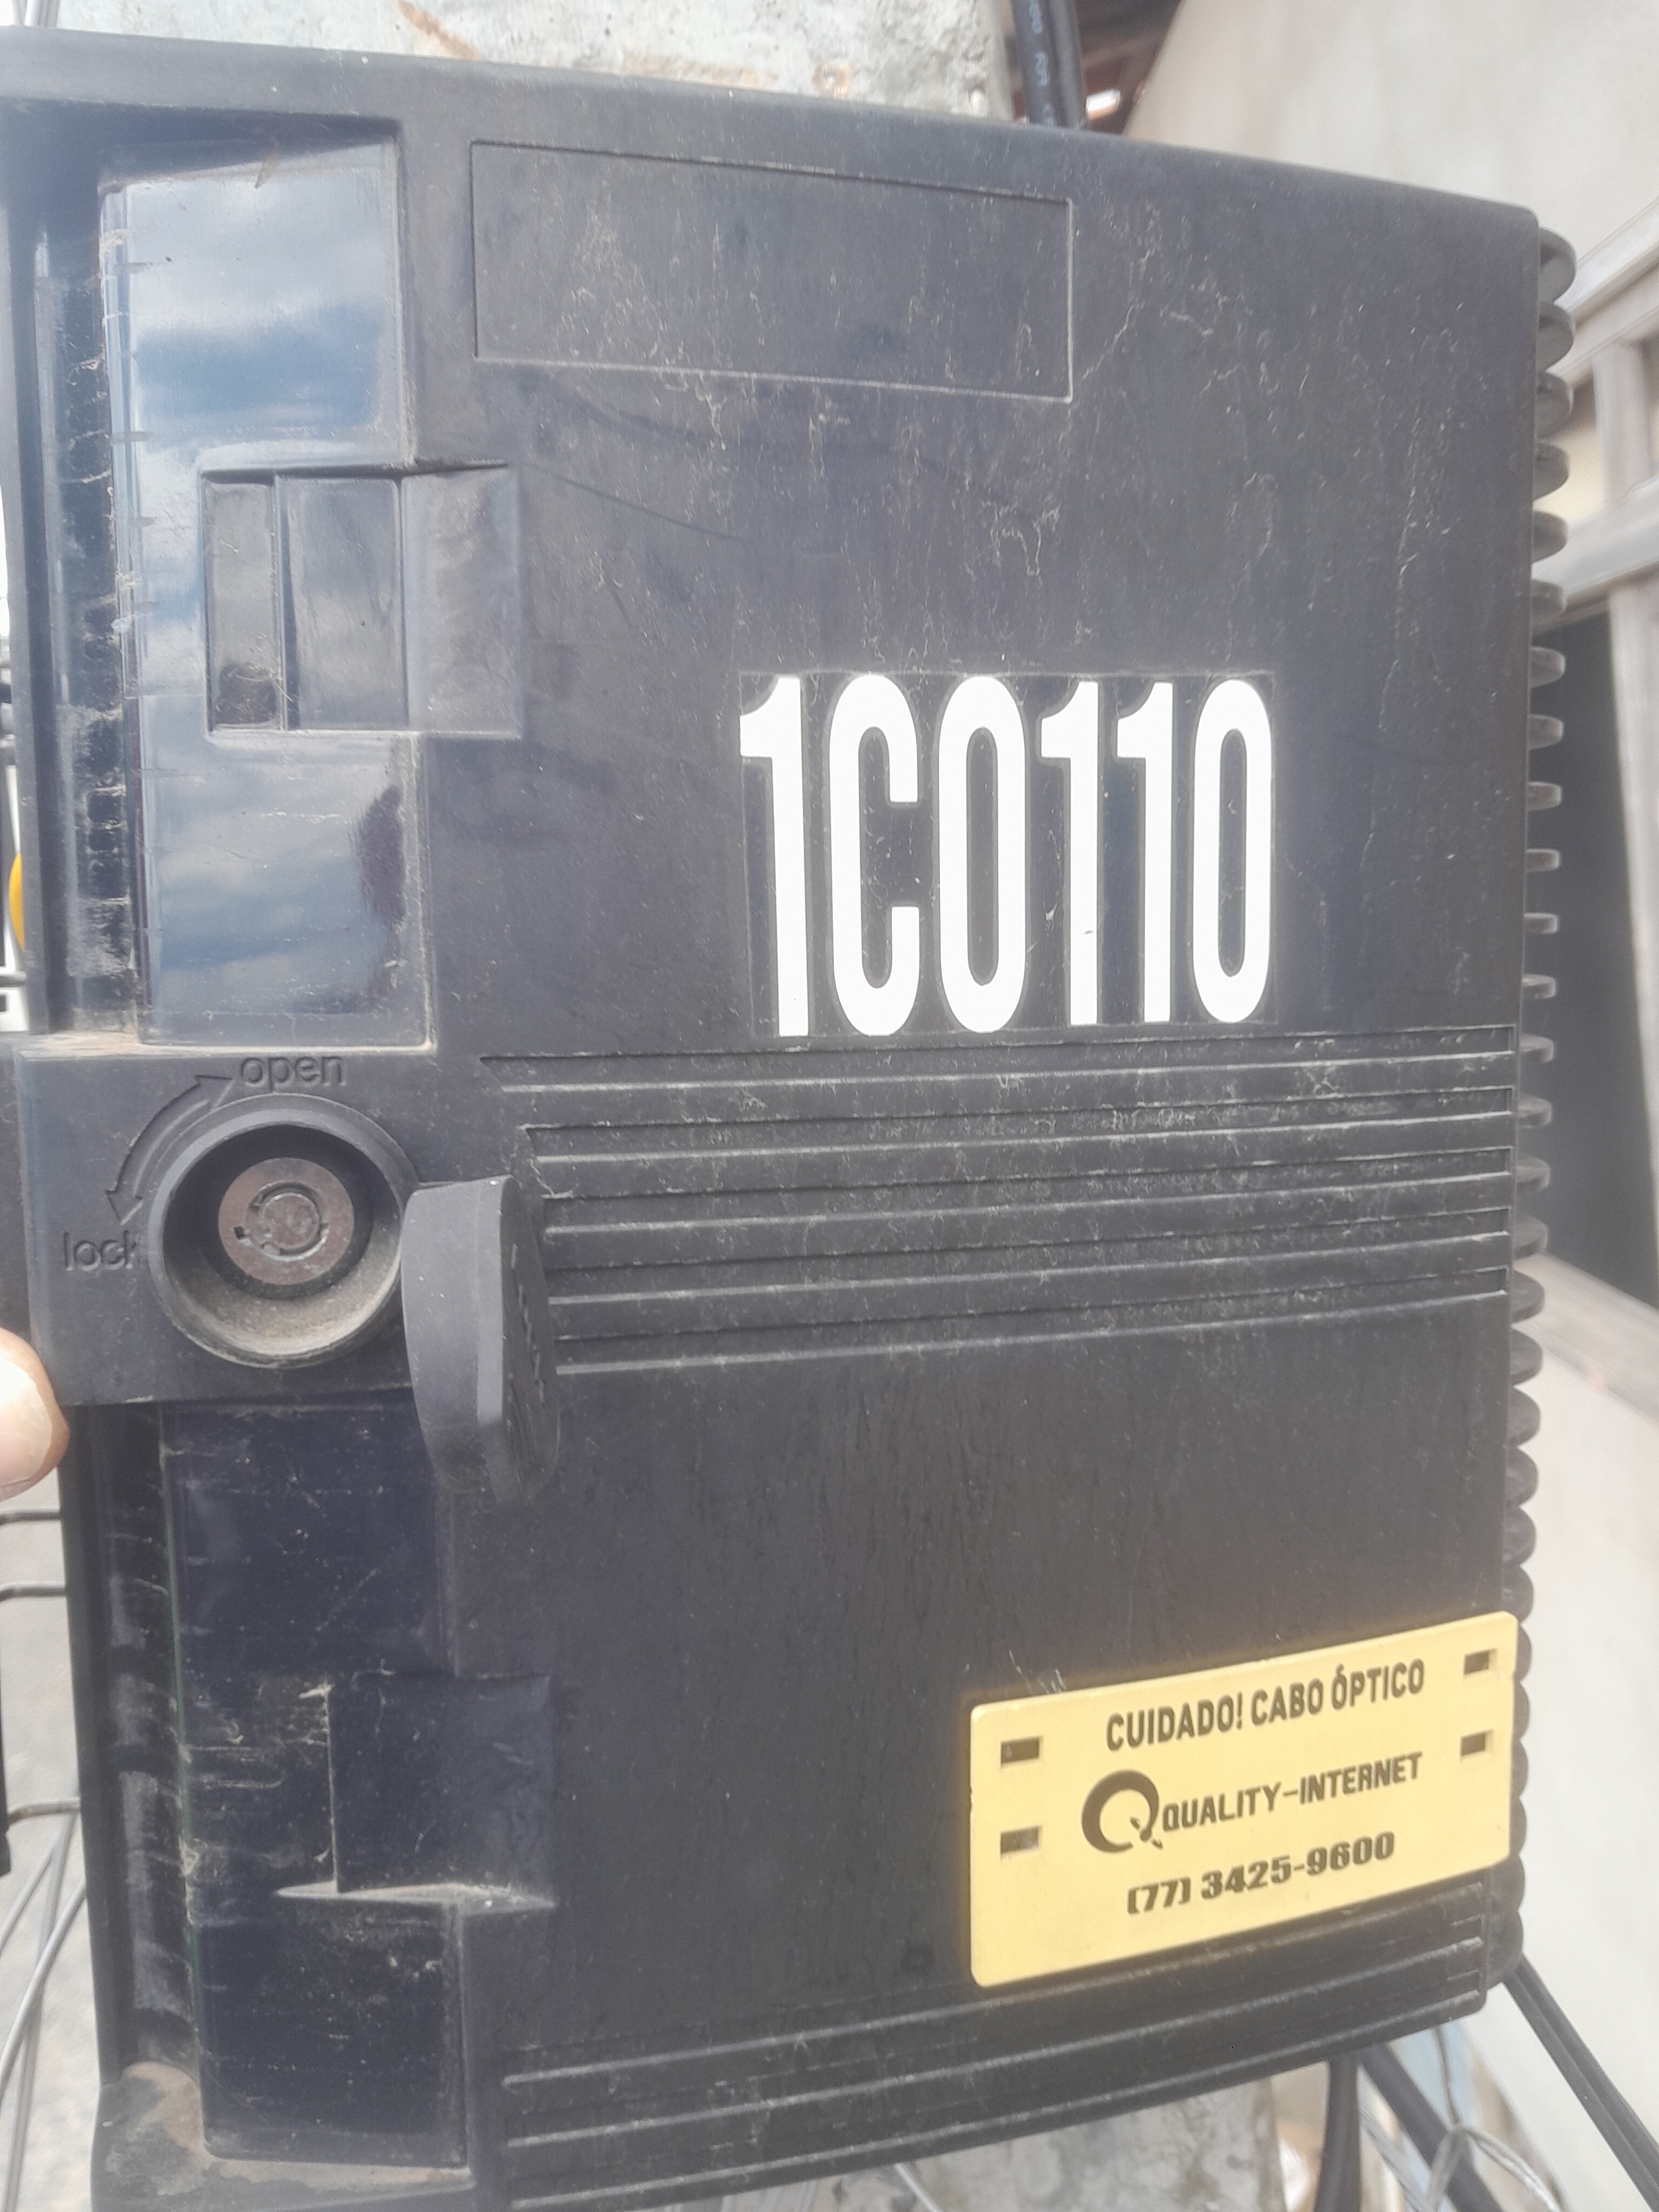 1C0110
open
lock
CUIDADO! CABO ÓPTICO
QUALITY-INTERNET
(77) 3425-9600